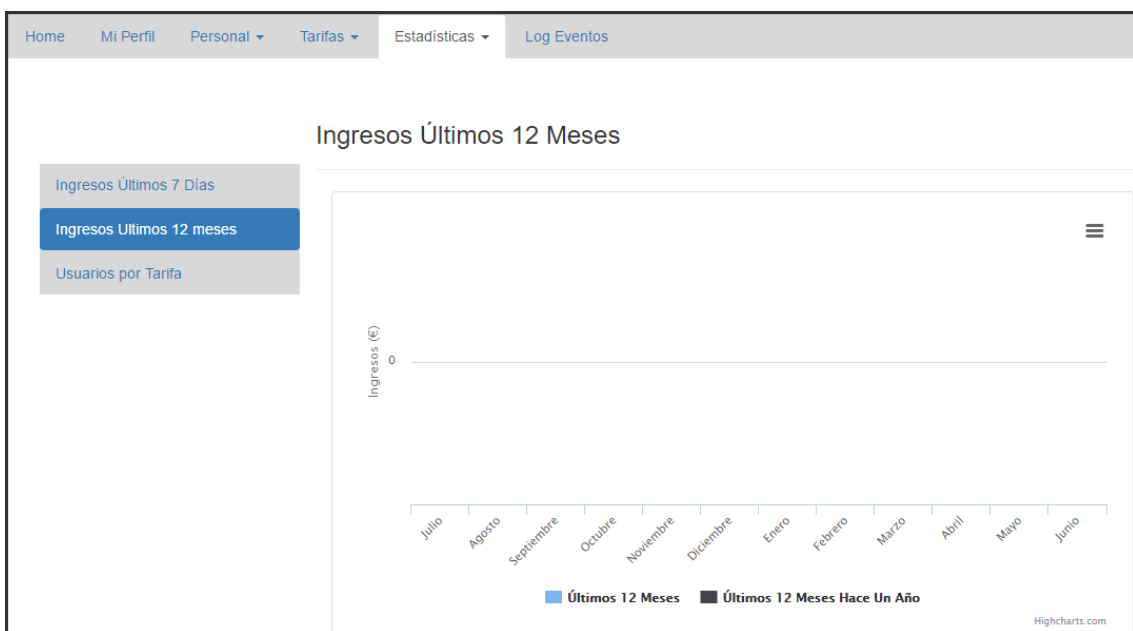 Home Mi Perfil Personal Tarifas Estadísticas Log Eventos
Ingresos Últimos 12 Meses
Ingresos Últimos 7 Días
Ingresos Ultimos 12 meses
Usuarios por Tarifa
Ingresos (€)
0
Julio Agosto Septiembre Octubre Noviembre Diciembre Enero Febrero Marzo Abril Mayo Junio
Últimos 12 Meses Últimos 12 Meses Hace Un Año
Highcharts.com